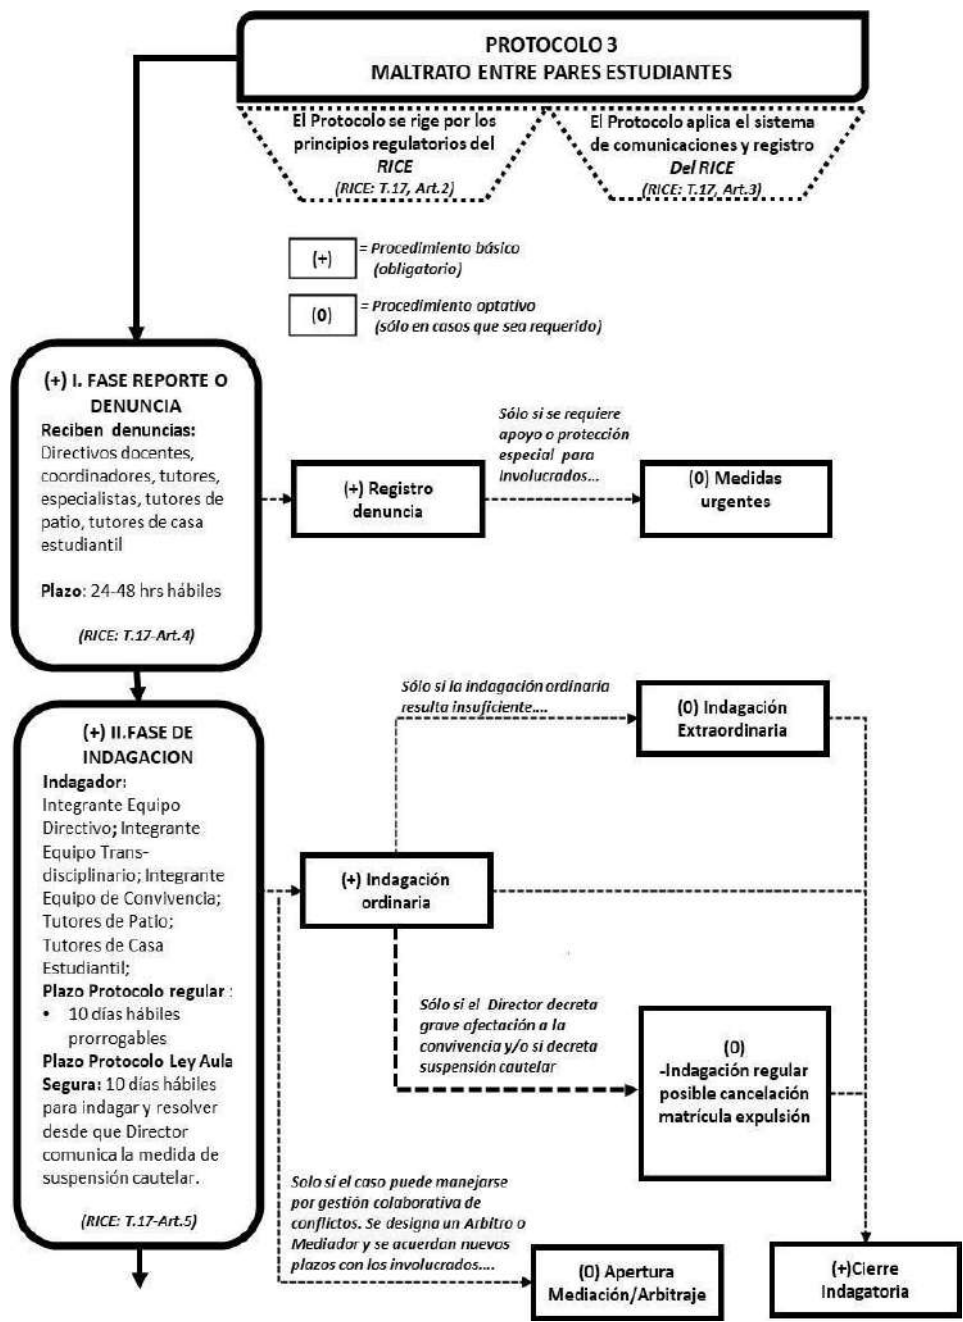 PROTOCOLO 3
MALTRATO ENTRE PARES ESTUDIANTES
El Protocolo se rige por los
principios regulatorios del
RICE
(RICE: T.17, Art.2)
El Protocolo aplica el sistema
de comunicaciones y registro
Del RICE
(RICE: T.17, Art.3)
(+)
= Procedimiento básico
(obligatorio)
(0)
= Procedimiento optativo
(sólo en casos que sea requerido)
(+) I. FASE REPORTE O
DENUNCIA
Reciben denuncias:
Directivos docentes,
coordinadores, tutores,
especialistas, tutores de
patio, tutores de casa
estudiantil
Plazo: 24-48 hrs hábiles
(RICE: T.17-Art.4)
(+) Registro
denuncia
Sólo si se requiere
apoyo o protección
especial para
Involucrados...
(0) Medidas
urgentes
(+) II.FASE DE
INDAGACION
Indagador:
Integrante Equipo
Directivo; Integrante
Equipo Trans-
disciplinario; Integrante
Equipo de Convivencia;
Tutores de Patio;
Tutores de Casa
Estudiantil;
Plazo Protocolo regular :
• 10 días hábiles
prorrogables
Plazo Protocolo Ley Aula
Segura: 10 días hábiles
para indagar y resolver
desde que Director
comunica la medida de
suspensión cautelar.
(RICE: T.17-Art.5)
Sólo si la indagación ordinaria
resulta insuficiente....
(0) Indagación
Extraordinaria
(+) Indagación
ordinaria
Sólo si el Director decreta
grave afectación a la
convivencia y/o si decreta
suspensión cautelar
(0)
-Indagación regular
posible cancelación
matrícula expulsión
Solo si el caso puede manejarse
por gestión colaborativa de
conflictos. Se designa un Arbitro o
Mediador y se acuerdan nuevos
plazos con los involucrados....
(0) Apertura
Mediación/Arbitraje
(+)Cierre
Indagatoria